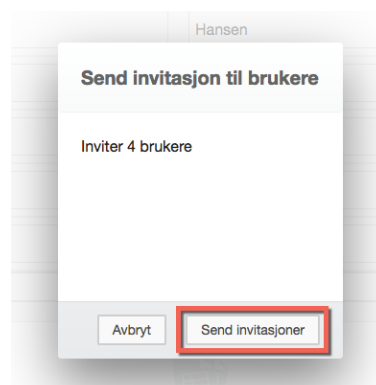 Hansen
Send invitasjon til brukere
Inviter 4 brukere
Avbryt
Send invitasjoner